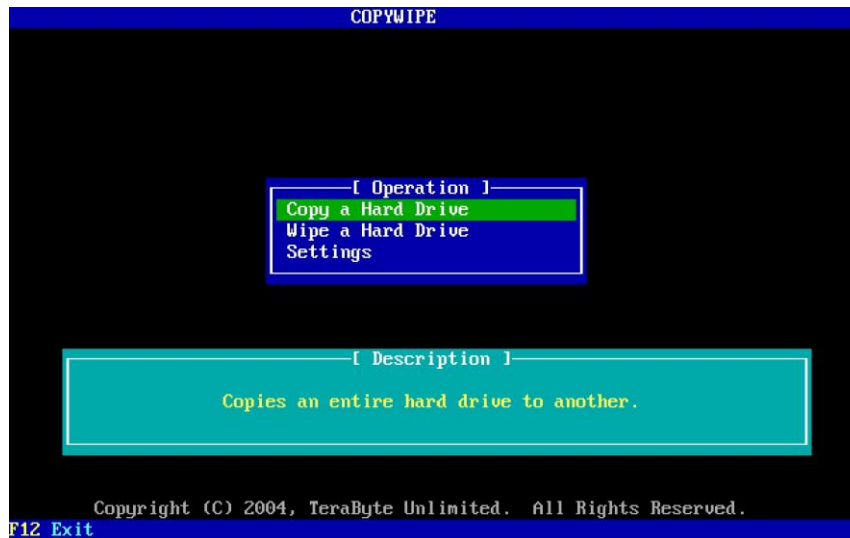 COPYWIPE
[ Operation ]
Copy a Hard Drive
Wipe a Hard Drive
Settings
[ Description ]
Copies an entire hard drive to another.
Copyright (C) 2004, TeraByte Unlimited. All Rights Reserved.
F12 Exit